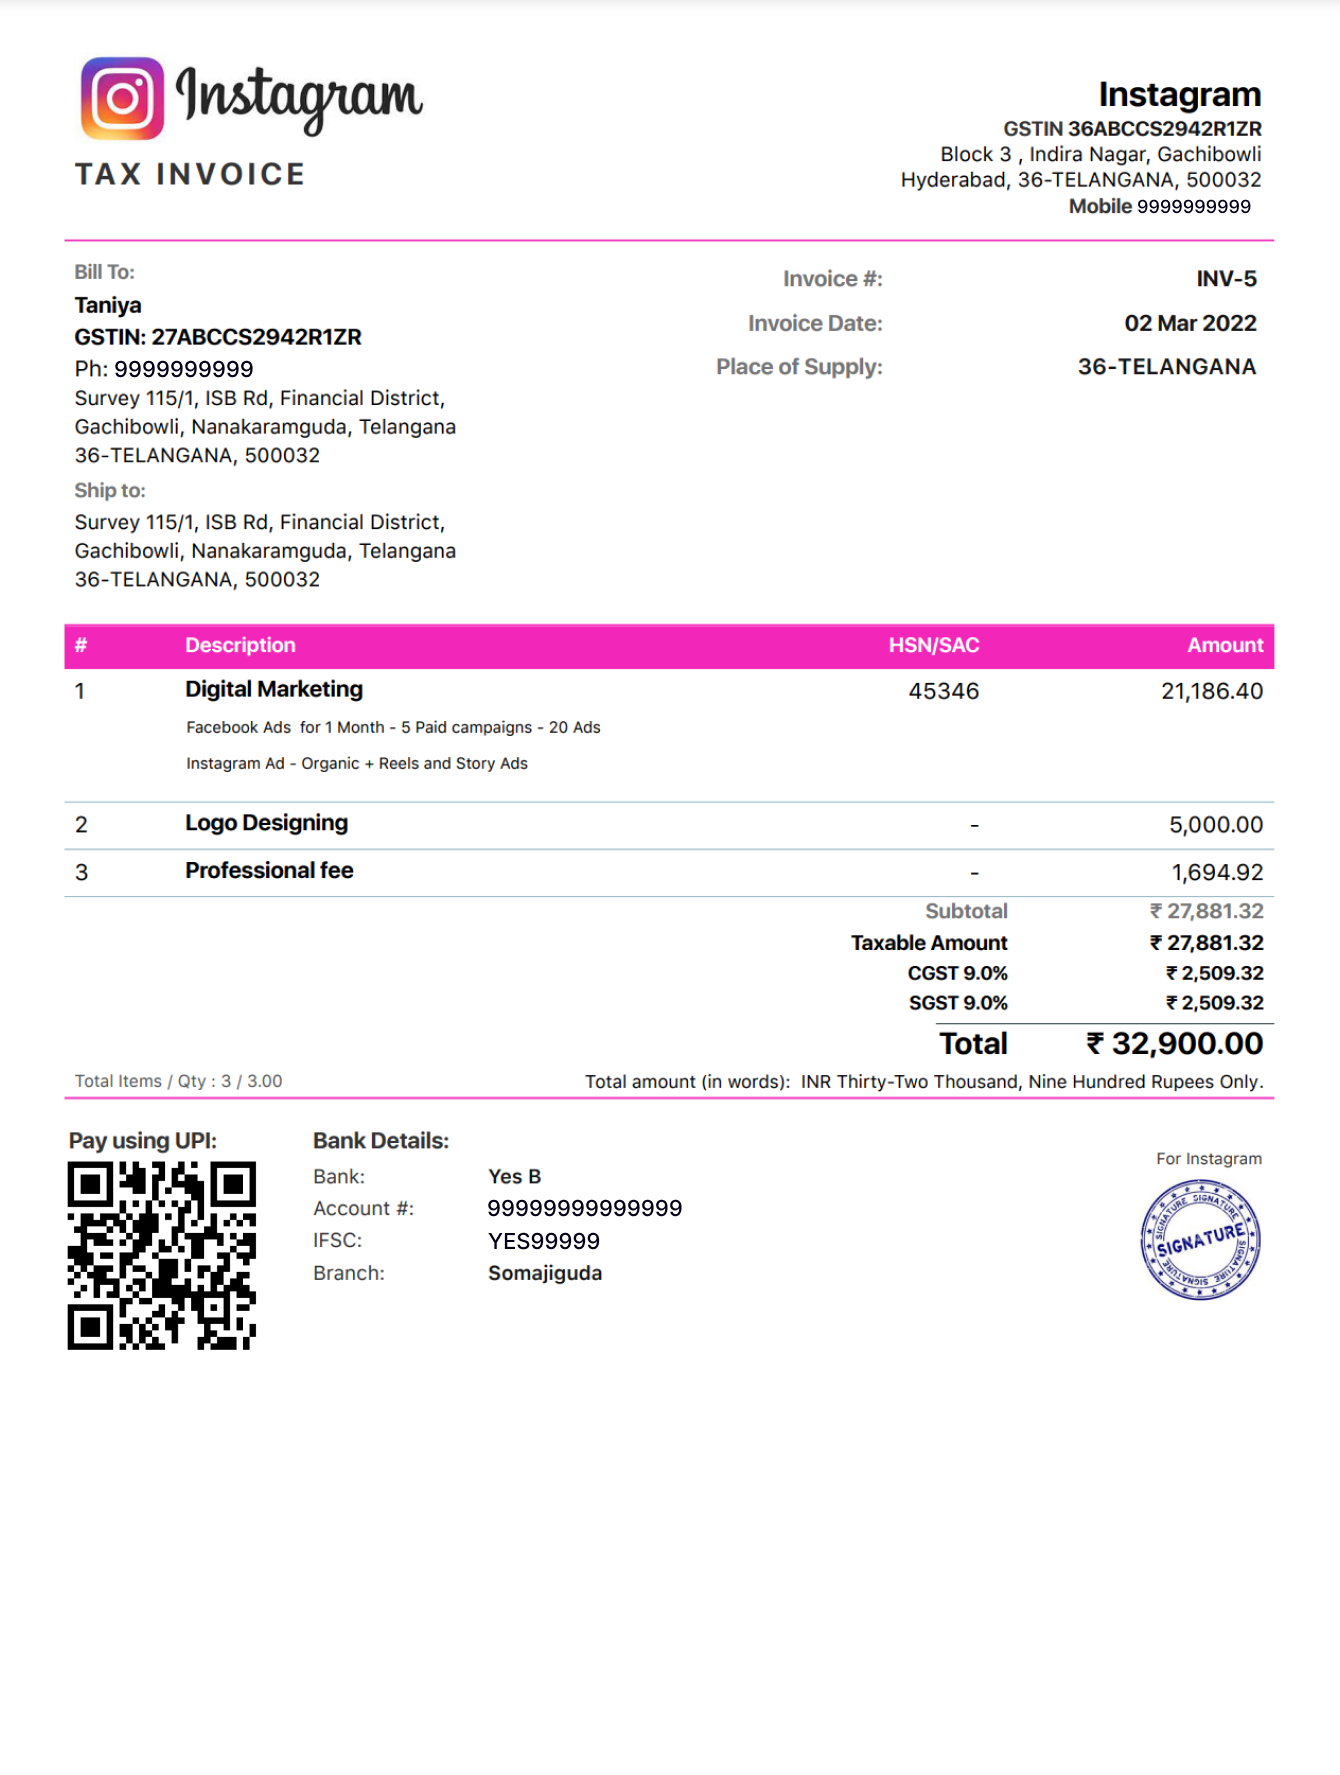 Instagram
TAX INVOICE
Instagram
GSTIN 36ABCCS2942R1ZR
Block 3 , Indira Nagar, Gachibowli
Hyderabad, 36-TELANGANA, 500032
Mobile 9999999999
Bill To:
Taniya
GSTIN: 27ABCCS2942R1ZR
Ph: 9999999999
Survey 115/1, ISB Rd, Financial District,
Gachibowli, Nanakaramguda, Telangana
36-TELANGANA, 500032
Ship to:
Survey 115/1, ISB Rd, Financial District,
Gachibowli, Nanakaramguda, Telangana
36-TELANGANA, 500032
Invoice #: INV-5
Invoice Date: 02 Mar 2022
Place of Supply: 36-TELANGANA
# Description HSN/SAC Amount
1 Digital Marketing 45346 21,186.40
Facebook Ads for 1 Month - 5 Paid campaigns - 20 Ads
Instagram Ad - Organic + Reels and Story Ads
2 Logo Designing - 5,000.00
3 Professional fee - 1,694.92
Subtotal ₹ 27,881.32
Taxable Amount ₹ 27,881.32
CGST 9.0% ₹ 2,509.32
SGST 9.0% ₹ 2,509.32
Total ₹ 32,900.00
Total Items / Qty : 3 / 3.00 Total amount (in words): INR Thirty-Two Thousand, Nine Hundred Rupees Only.
Pay using UPI:
Bank Details:
Bank: Yes B
Account #: 99999999999999
IFSC: YES99999
Branch: Somajiguda
For Instagram
SIGNATURE SIGNATURE SIGNATURE SIGNATURE SIGNATURE
SIGNATURE